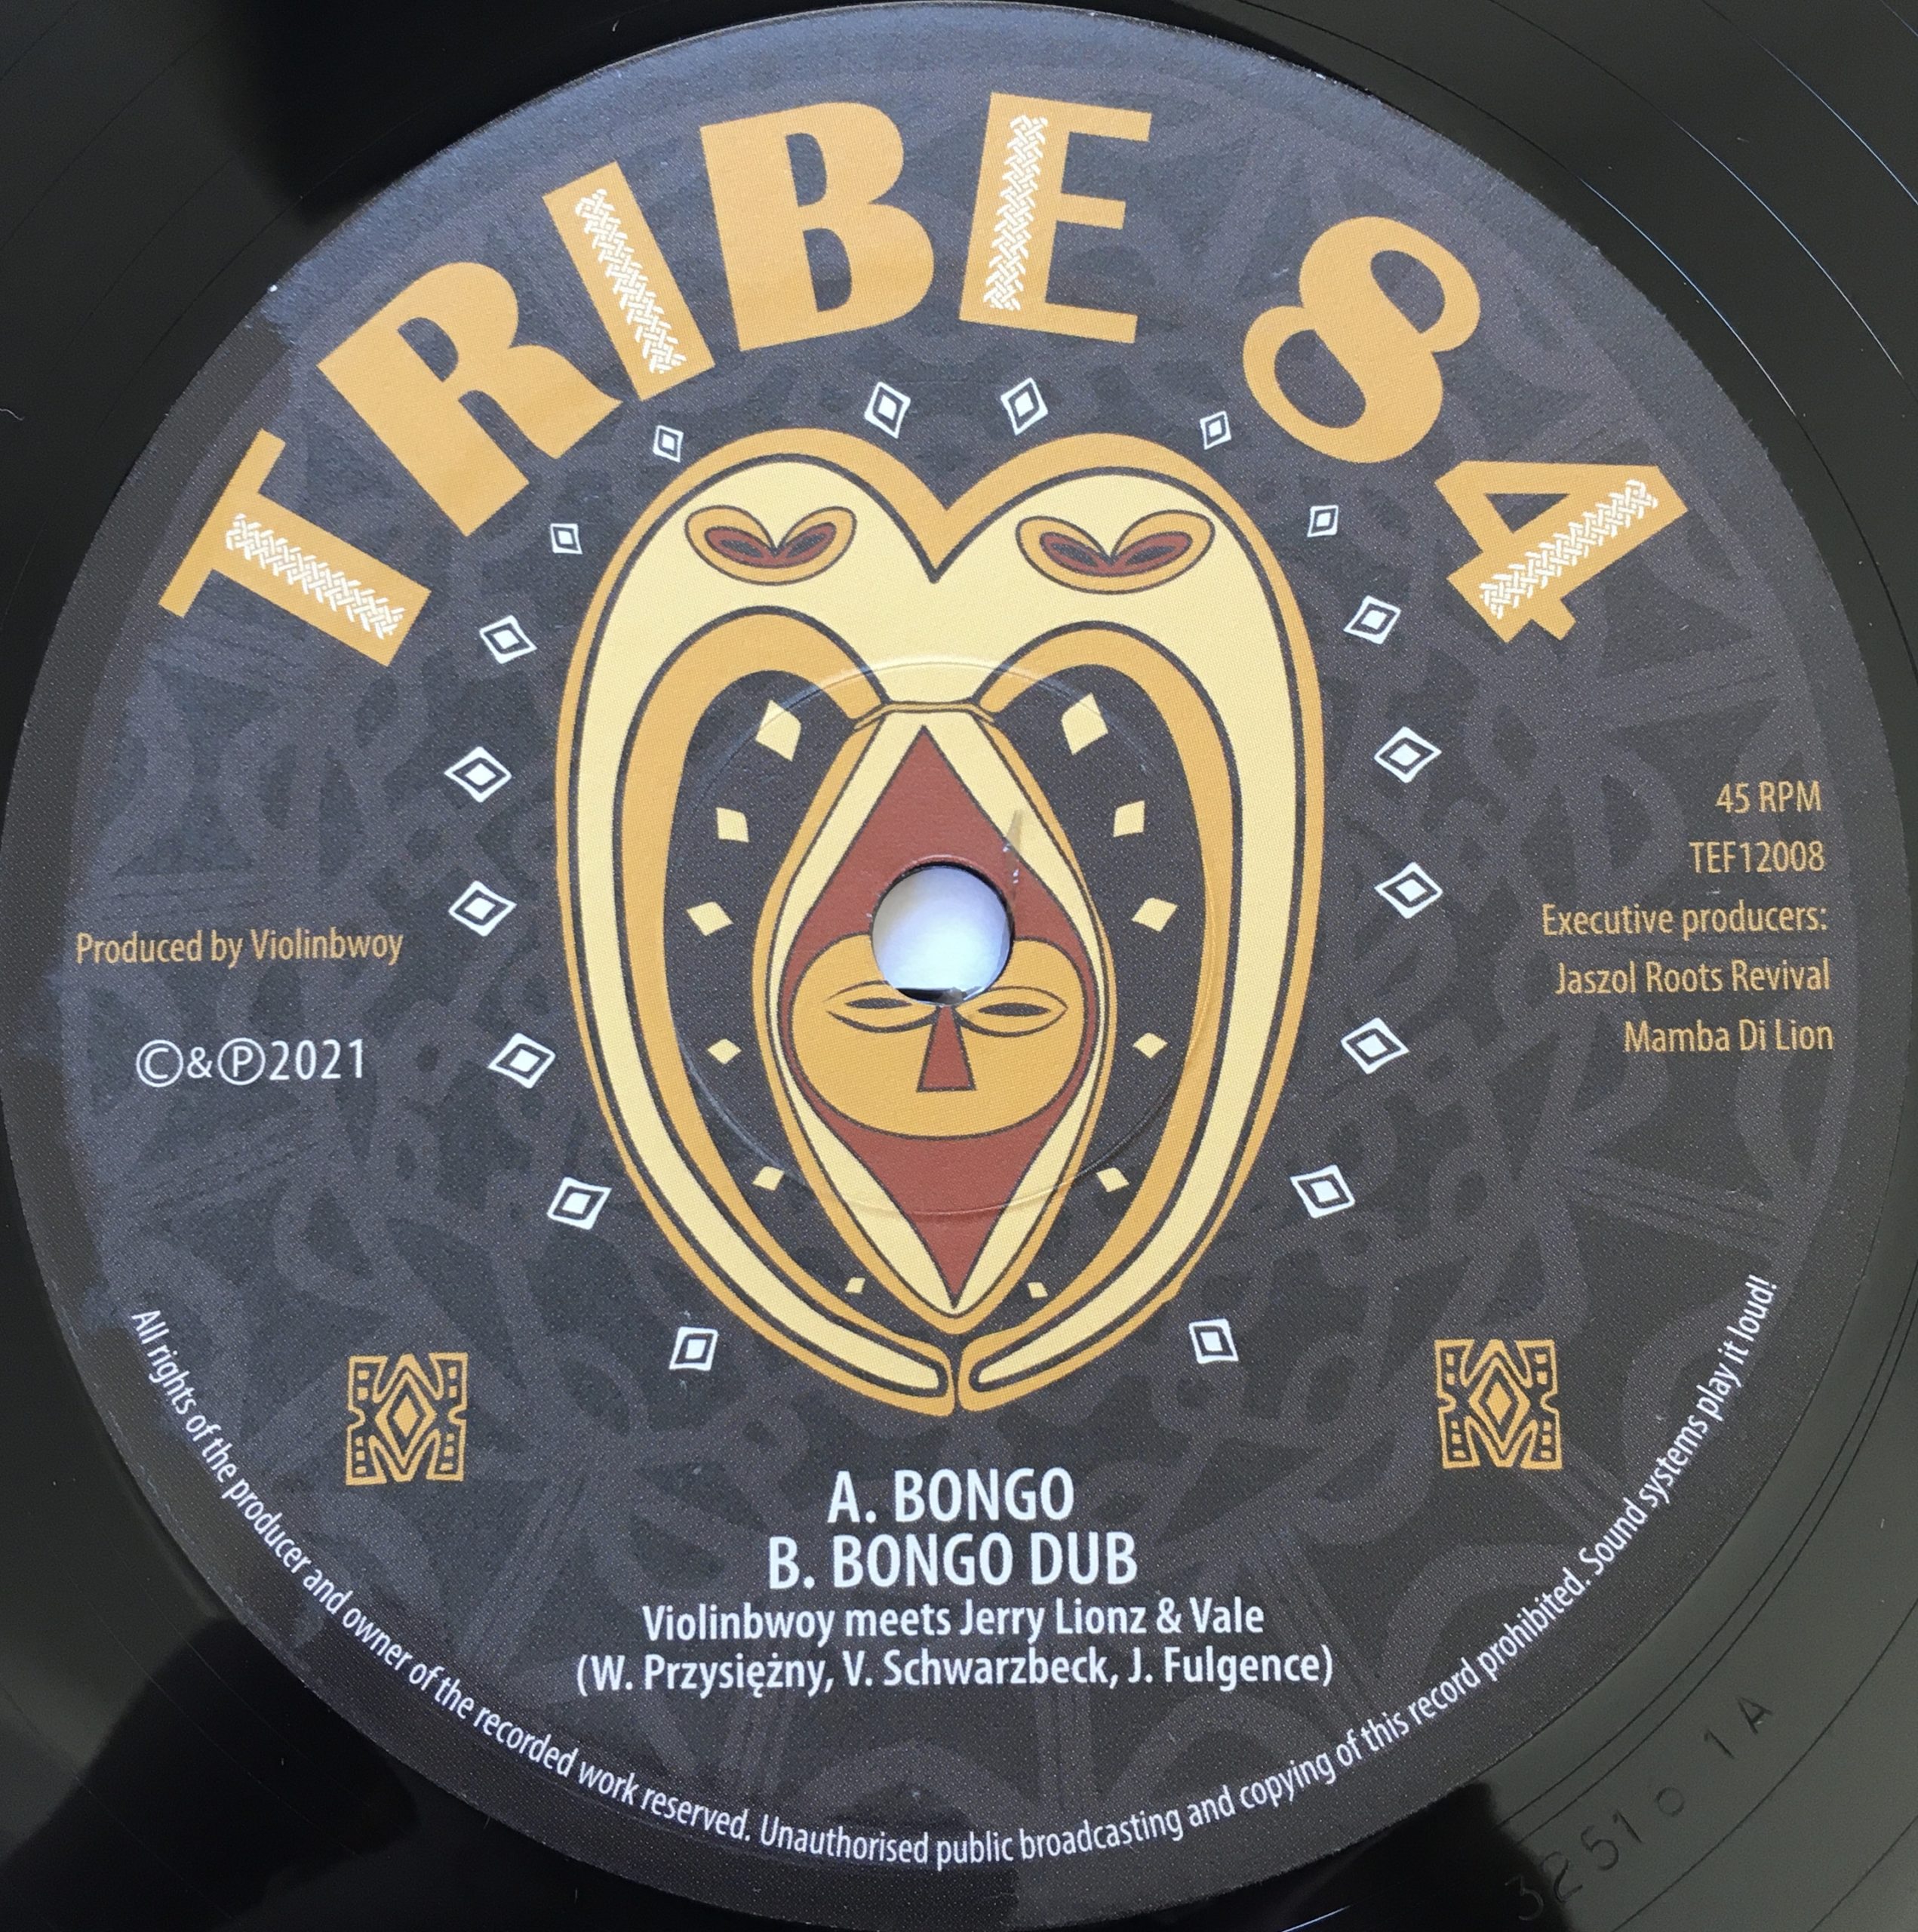 TRIBE 84
45 RPM
TEF12008
Executive producers:
Jaszol Roots Revival
Mamba Di Lion
Produced by Violinbwoy
©&℗2021
A. BONGO
B. BONGO DUB
Violinbwoy meets Jerry Lionz & Vale
(W. Przysiężny, V. Schwarzbeck, J. Fulgence)
All rights of the producer and owner of the recorded work reserved. Unauthorised public broadcasting and copying of this record prohibited. Sound systems play it loud!
3251o 1A